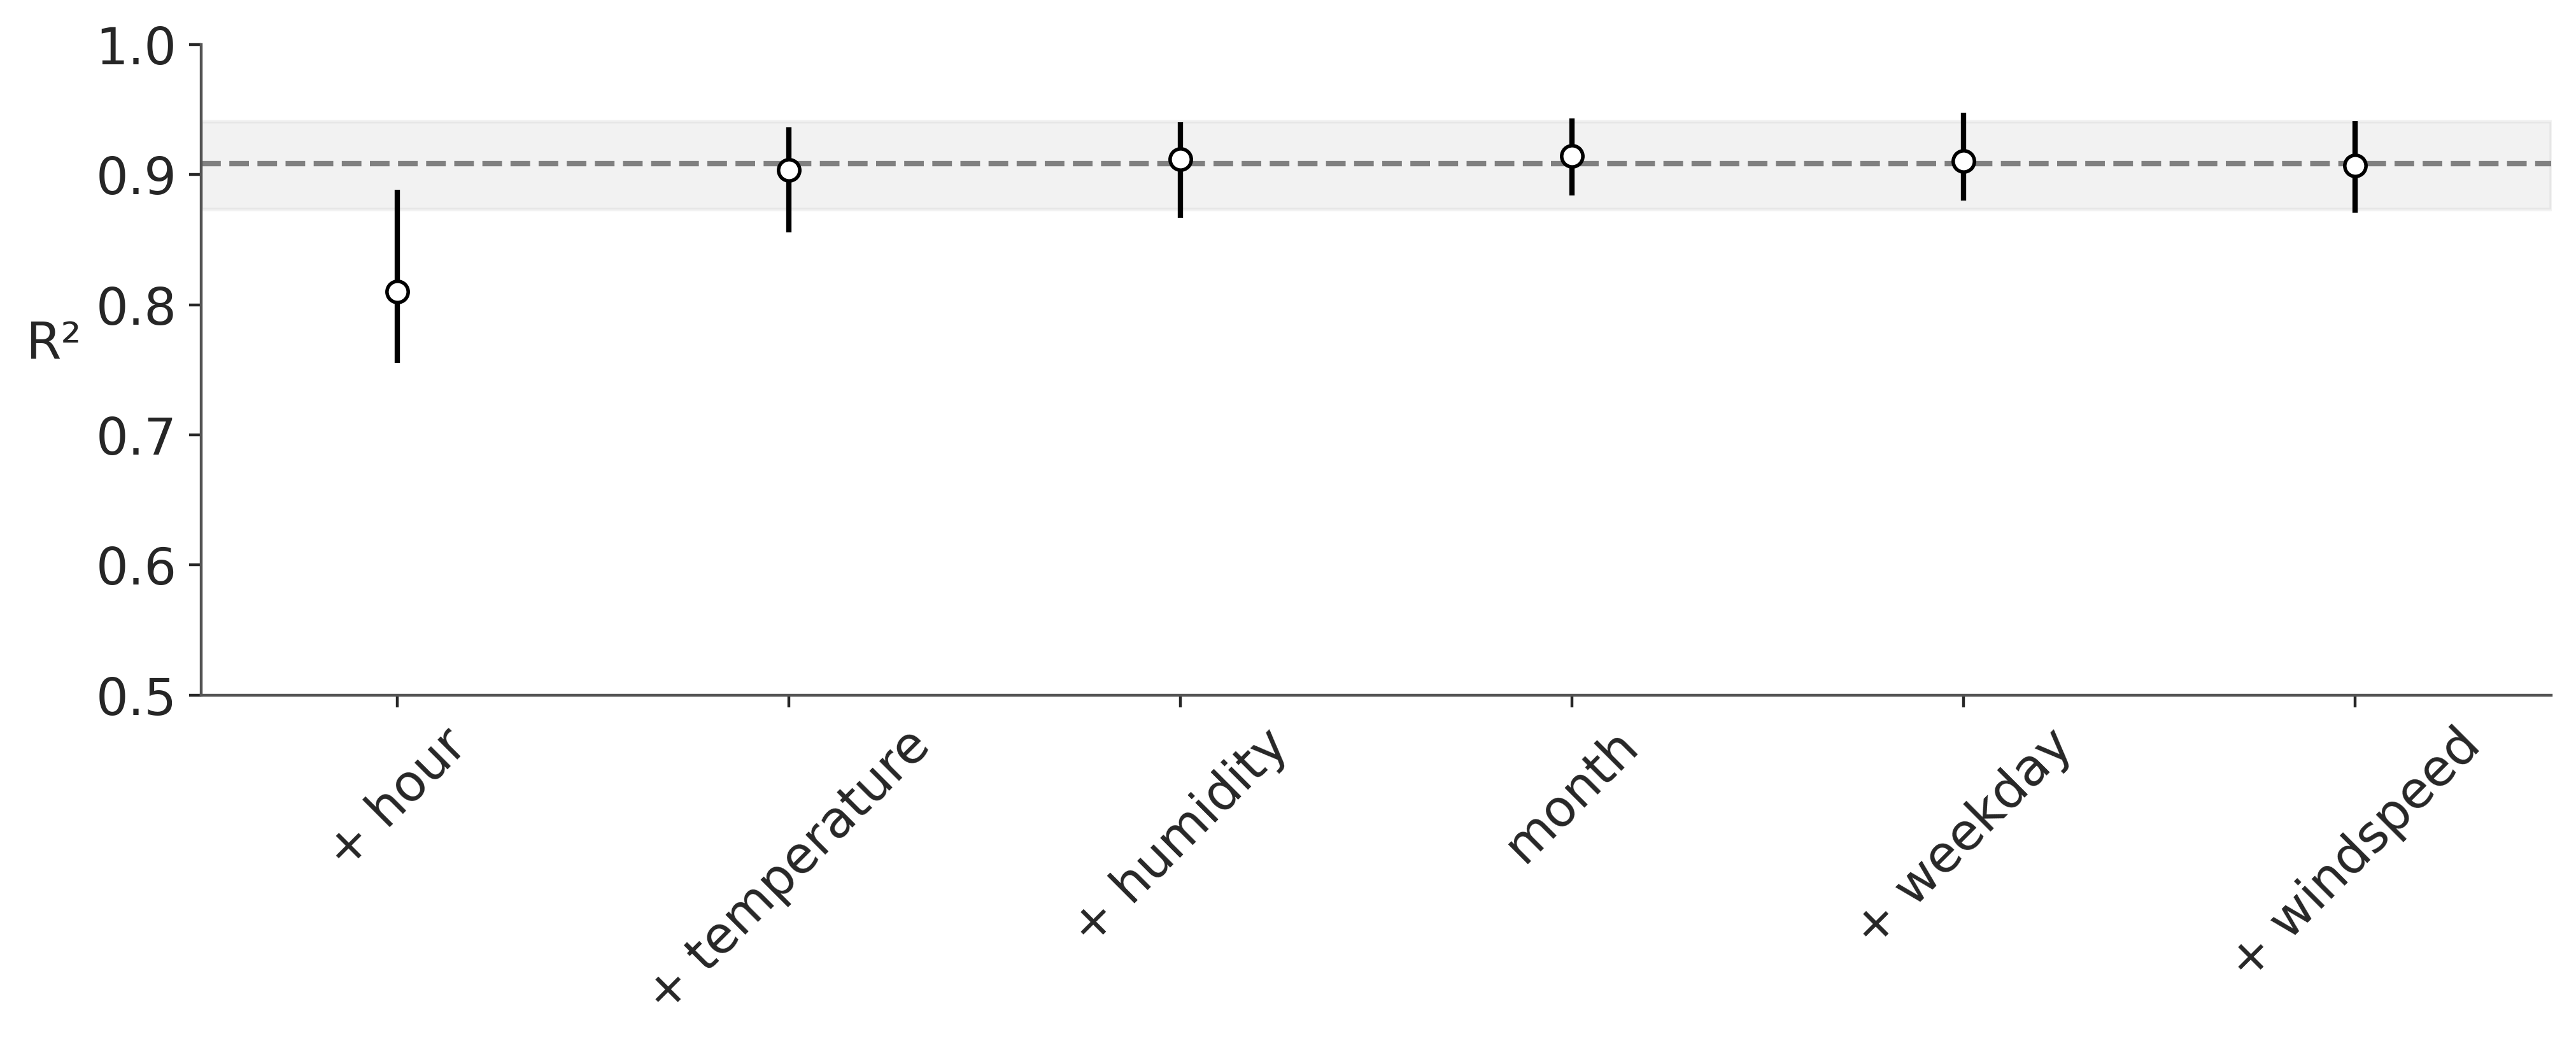 1.0
0.9
0.8
0.7
0.6
0.5
R²
+ hour
+ temperature
+ humidity
month
+ weekday
+ windspeed